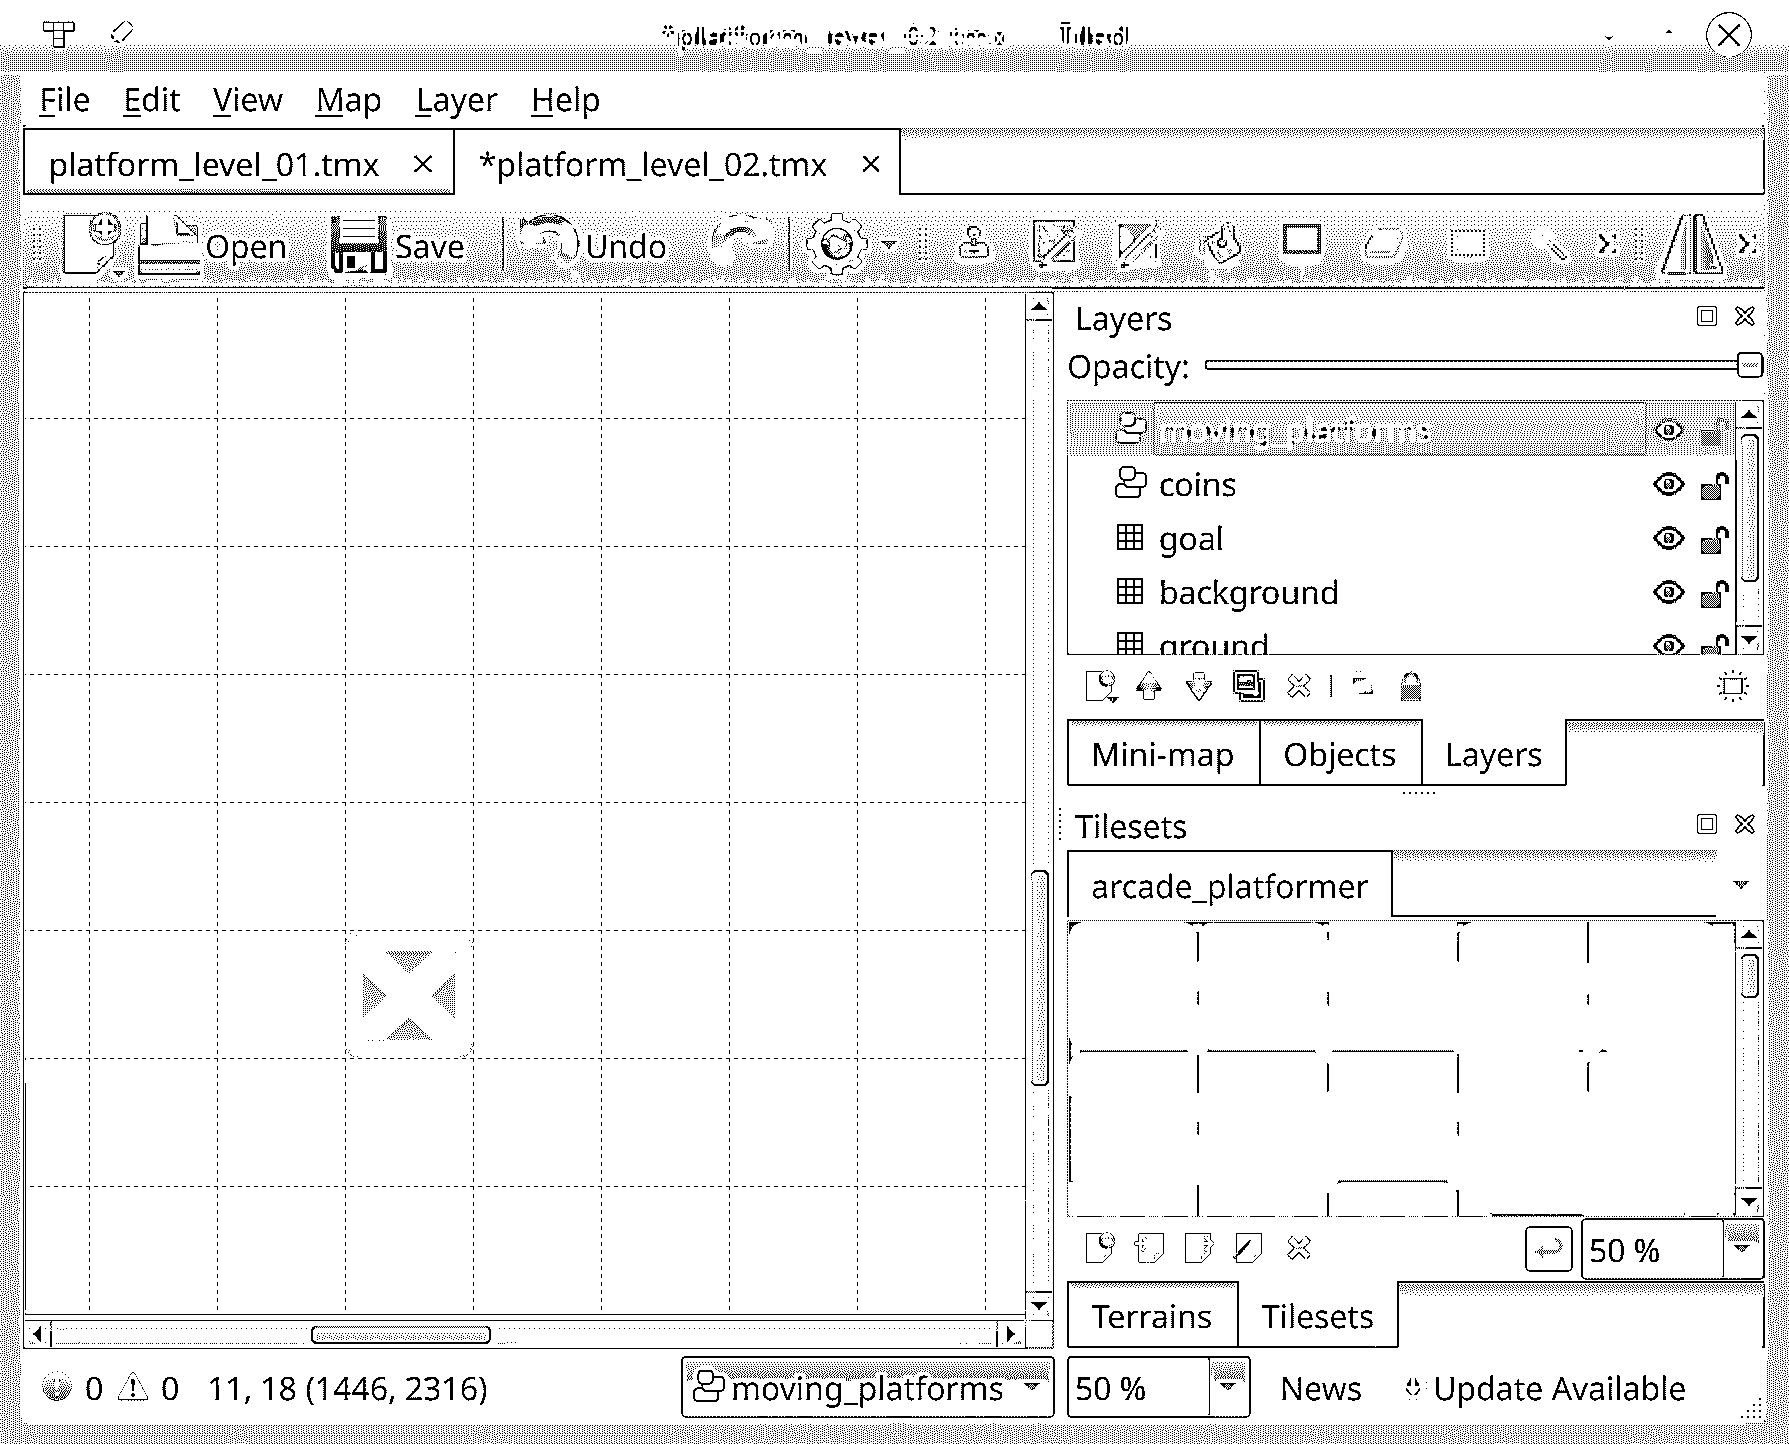 *platform_level_02.tmx — Tiled
File Edit View Map Layer Help
platform_level_01.tmx *platform_level_02.tmx
Open Save Undo
Layers
Opacity:
moving_platforms
coins
goal
background
ground
Mini-map Objects Layers
Tilesets
arcade_platformer
50 %
Terrains Tilesets
0 0 11, 18 (1446, 2316) moving_platforms 50 % News Update Available